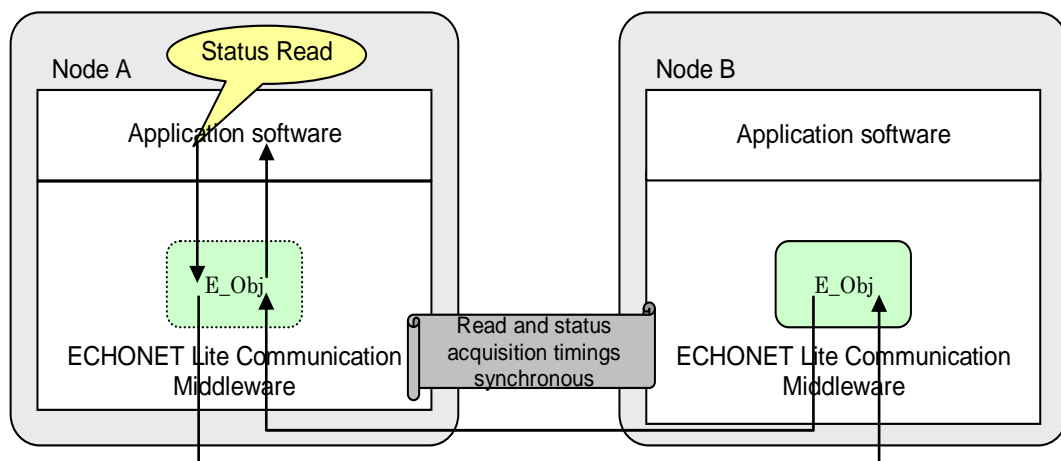 Status Read
Node A
Node B
Application software
Application software
E_Obj
E_Obj
Read and status
acquisition timings
synchronous
ECHONET Lite Communication
Middleware
ECHONET Lite Communication
Middleware